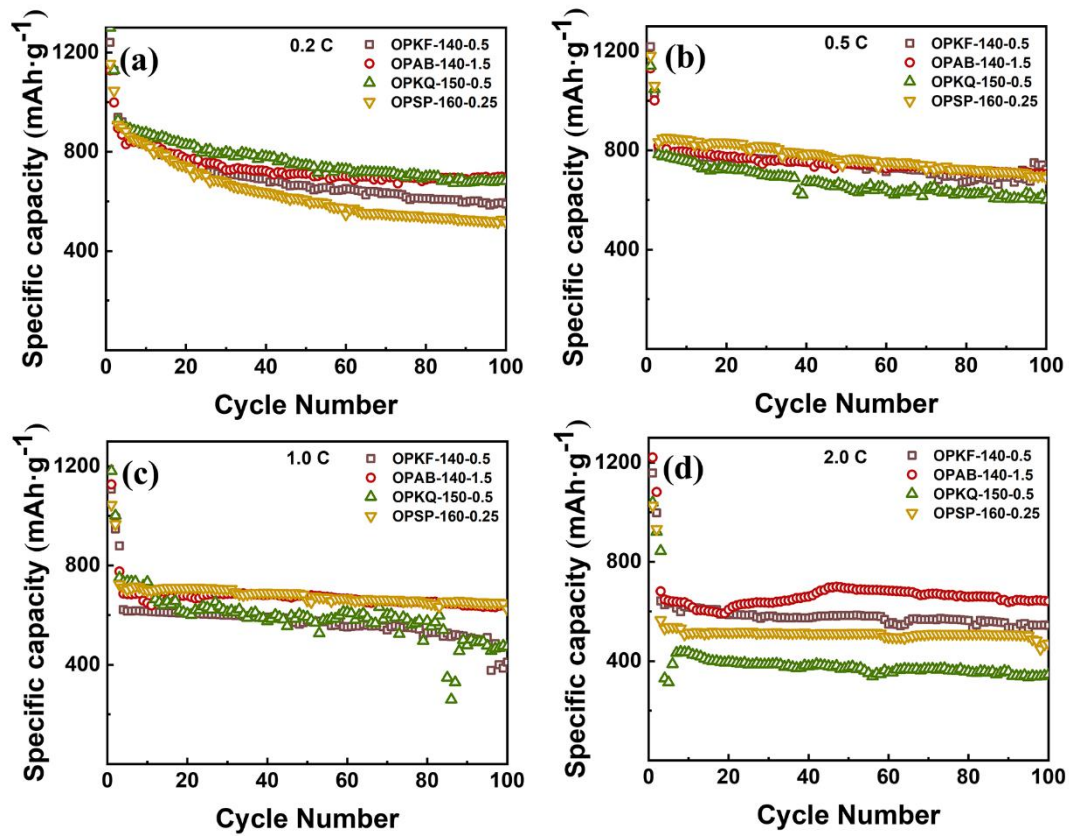 (a)
0.2 C
OPKF-140-0.5
OPAB-140-1.5
OPKQ-150-0.5
OPSP-160-0.25
Specific capacity (mAh·g⁻¹)
1200
800
400
0
20
40
60
80
100
Cycle Number
(b)
0.5 C
OPKF-140-0.5
OPAB-140-1.5
OPKQ-150-0.5
OPSP-160-0.25
Specific capacity (mAh·g⁻¹)
1200
800
400
0
20
40
60
80
100
Cycle Number
(c)
1.0 C
OPKF-140-0.5
OPAB-140-1.5
OPKQ-150-0.5
OPSP-160-0.25
Specific capacity (mAh·g⁻¹)
1200
800
400
0
20
40
60
80
100
Cycle Number
(d)
2.0 C
OPKF-140-0.5
OPAB-140-1.5
OPKQ-150-0.5
OPSP-160-0.25
Specific capacity (mAh·g⁻¹)
1200
800
400
0
20
40
60
80
100
Cycle Number